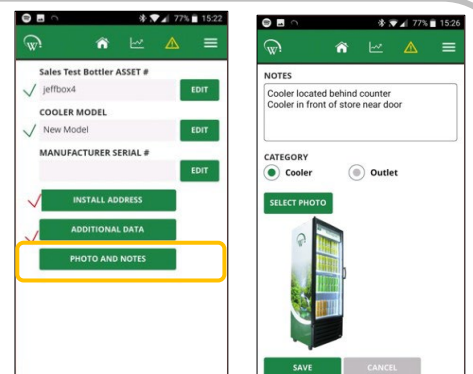 77% 15:22
W
Sales Test Bottler ASSET #
jeffbox4
EDIT
COOLER MODEL
New Model
EDIT
MANUFACTURER SERIAL #
EDIT
INSTALL ADDRESS
ADDITIONAL DATA
PHOTO AND NOTES
77% 15:26
W
NOTES
Cooler located behind counter
Cooler in front of store near door
CATEGORY
Cooler
Outlet
SELECT PHOTO
SAVE
CANCEL